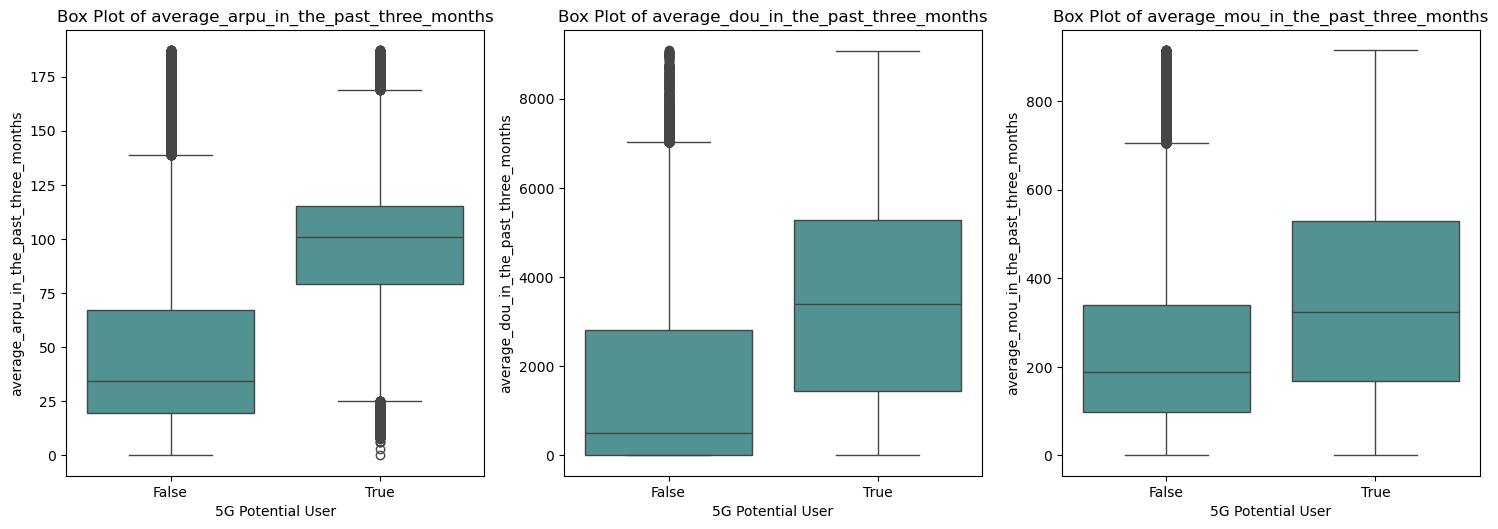 Box Plot of average_arpu_in_the_past_three_months
average_arpu_in_the_past_three_months
175
150
125
100
75
50
25
0
False
True
5G Potential User
Box Plot of average_dou_in_the_past_three_months
average_dou_in_the_past_three_months
8000
6000
4000
2000
0
False
True
5G Potential User
Box Plot of average_mou_in_the_past_three_months
average_mou_in_the_past_three_months
800
600
400
200
0
False
True
5G Potential User